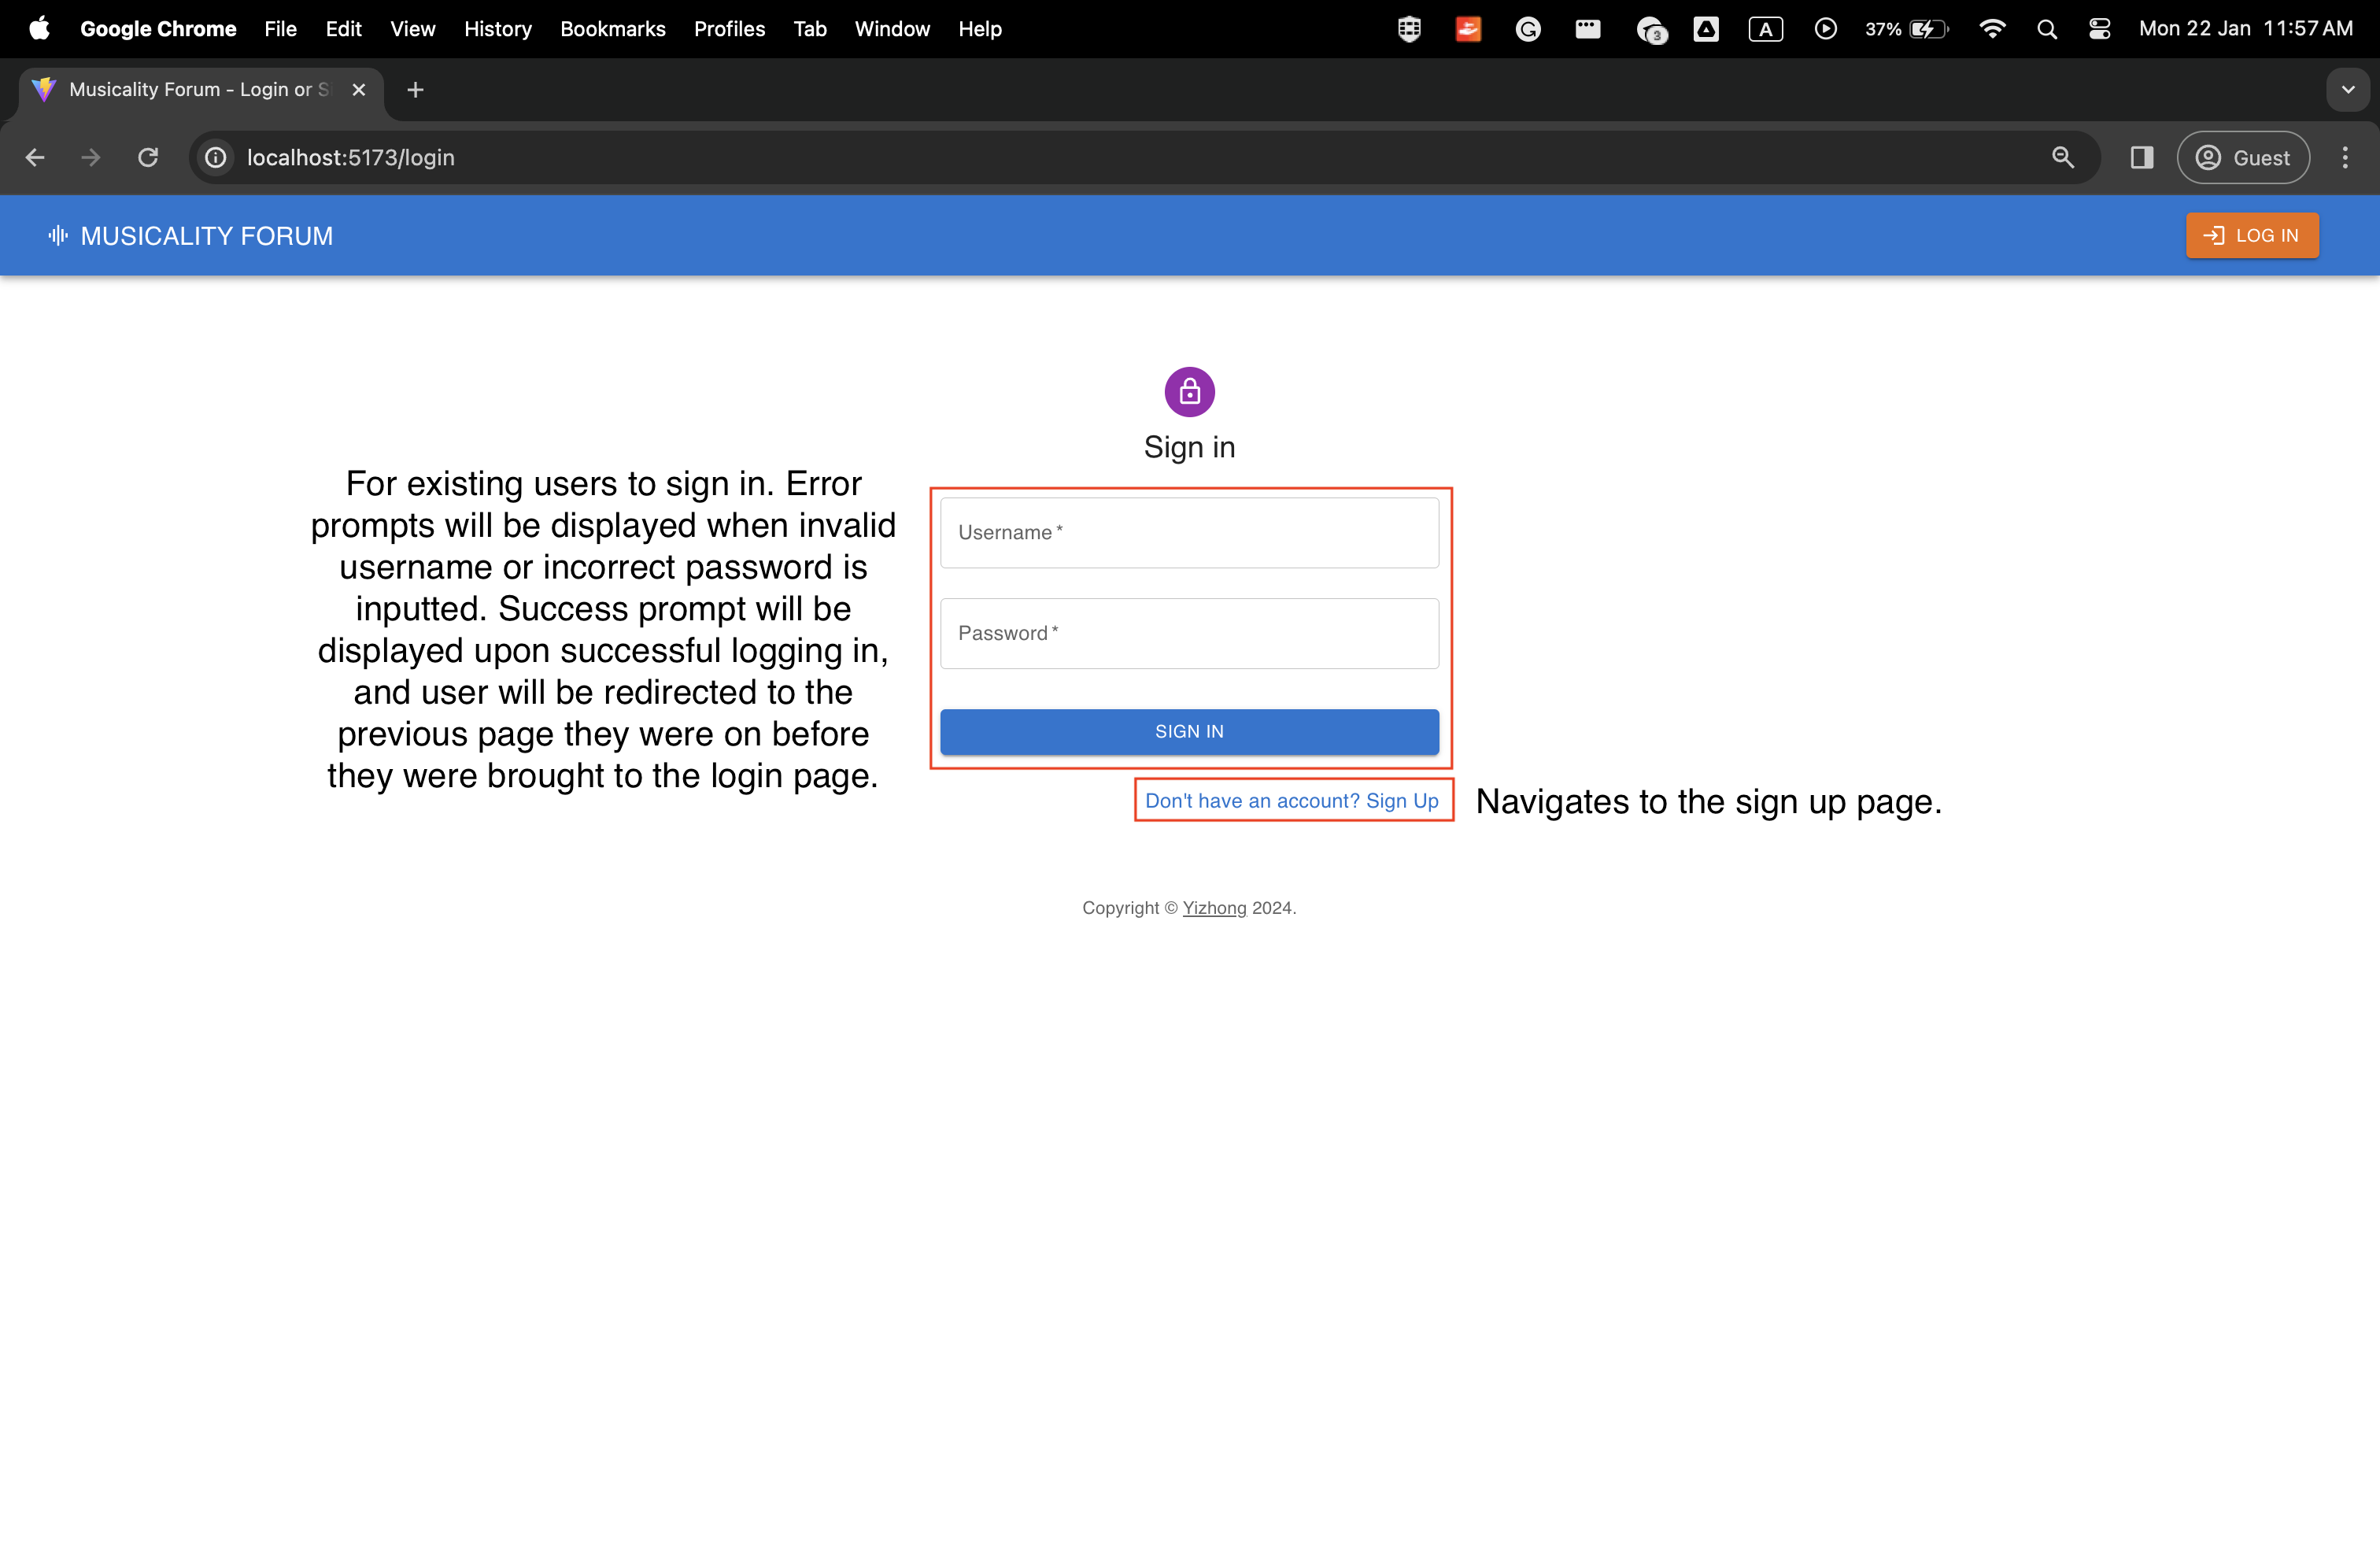 Google Chrome File Edit View History Bookmarks Profiles Tab Window Help 3 A 37% Mon 22 Jan 11:57 AM
Musicality Forum - Login or S
localhost:5173/login Guest
MUSICALITY FORUM LOG IN
Sign in
For existing users to sign in. Error
prompts will be displayed when invalid
username or incorrect password is
inputted. Success prompt will be
displayed upon successful logging in,
and user will be redirected to the
previous page they were on before
they were brought to the login page.
Username *
Password *
SIGN IN
Don't have an account? Sign Up
Navigates to the sign up page.
Copyright © Yizhong 2024.